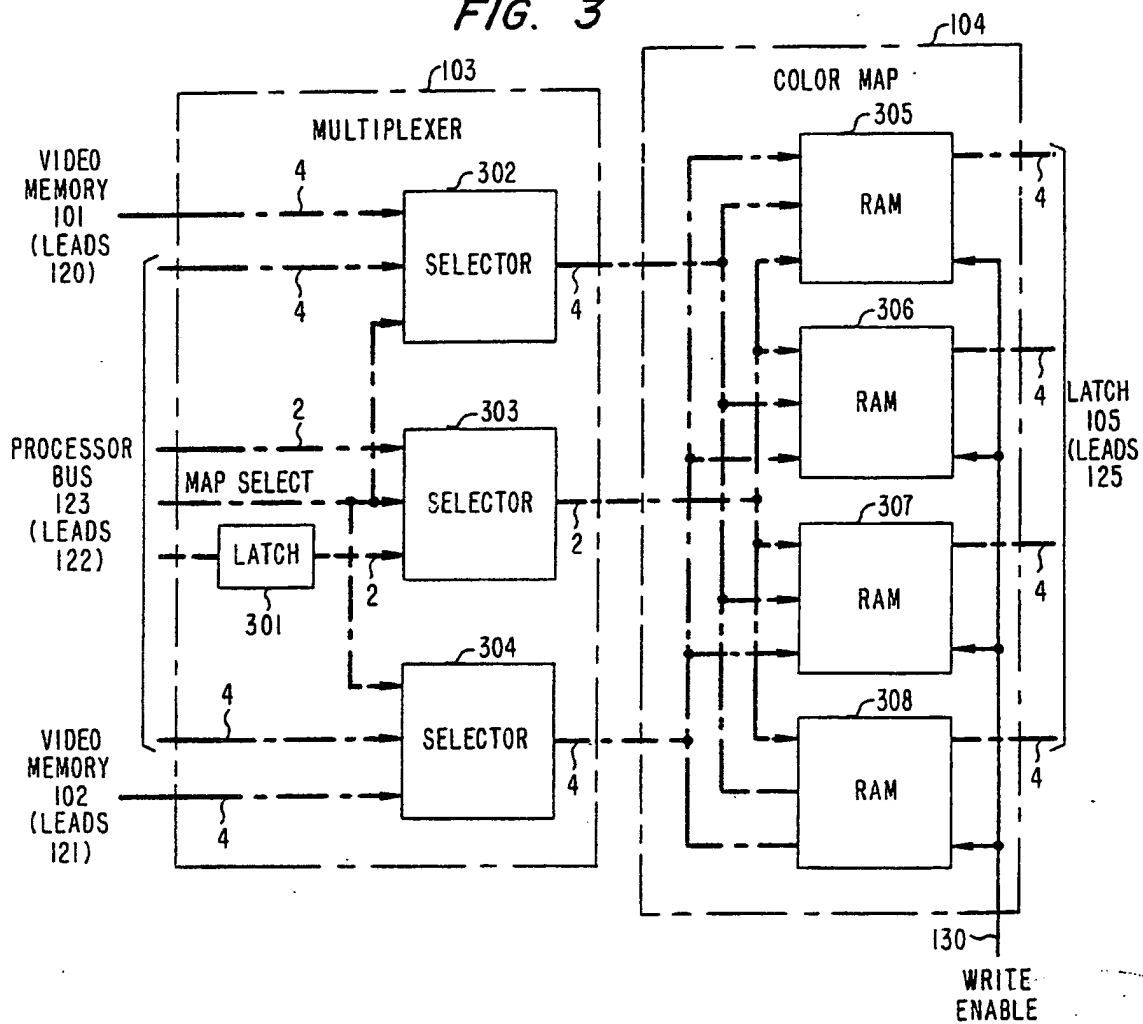 FIG. 3
103
104
MULTIPLEXER
COLOR MAP
VIDEO
MEMORY
101
(LEADS
120)
4
4
302
SELECTOR
4
305
RAM
4
306
RAM
4
PROCESSOR
BUS
123
(LEADS
122)
2
MAP SELECT
LATCH
301
2
303
SELECTOR
2
LATCH
105
(LEADS
125
307
RAM
4
304
SELECTOR
4
4
308
RAM
4
VIDEO
MEMORY
102
(LEADS
121)
4
130
WRITE
ENABLE